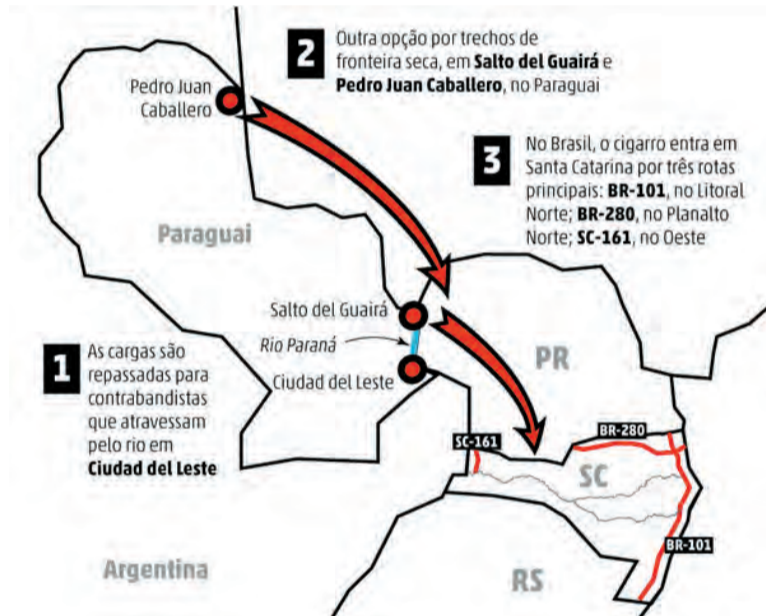 2
Outra opção por trechos de
fronteira seca, em Salto del Guairá e
Pedro Juan Caballero, no Paraguai
Pedro Juan
Caballero
3
No Brasil, o cigarro entra em
Santa Catarina por três rotas
principais: BR-101, no Litoral
Norte; BR-280, no Planalto
Norte; SC-161, no Oeste
Paraguai
Salto del Guairá
Rio Paraná
Ciudad del Leste
PR
1
As cargas são
repassadas para
contrabandistas
que atravessam
pelo rio em
Ciudad del Leste
SC-161
BR-280
SC
BR-101
Argentina
RS